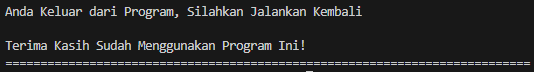 Anda Keluar dari Program, Silahkan Jalankan Kembali
Terima Kasih Sudah Menggunakan Program Ini!
===========================================================================